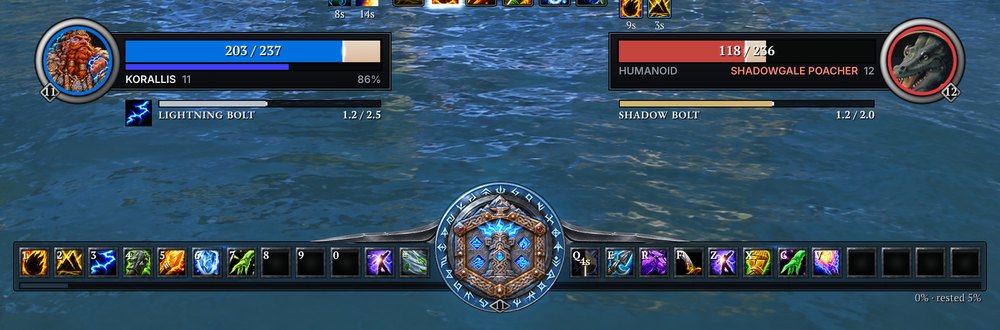 8s 14s
9s 3s
203 / 237
118 / 236
KORALLIS 11 86%
HUMANOID SHADOWGALE POACHER 12
11
12
LIGHTNING BOLT 1.2 / 2.5
SHADOW BOLT 1.2 / 2.0
1 2 3 4 5 6 7 8 9 0 Q E R F Z X C V
4s
0% · rested 5%